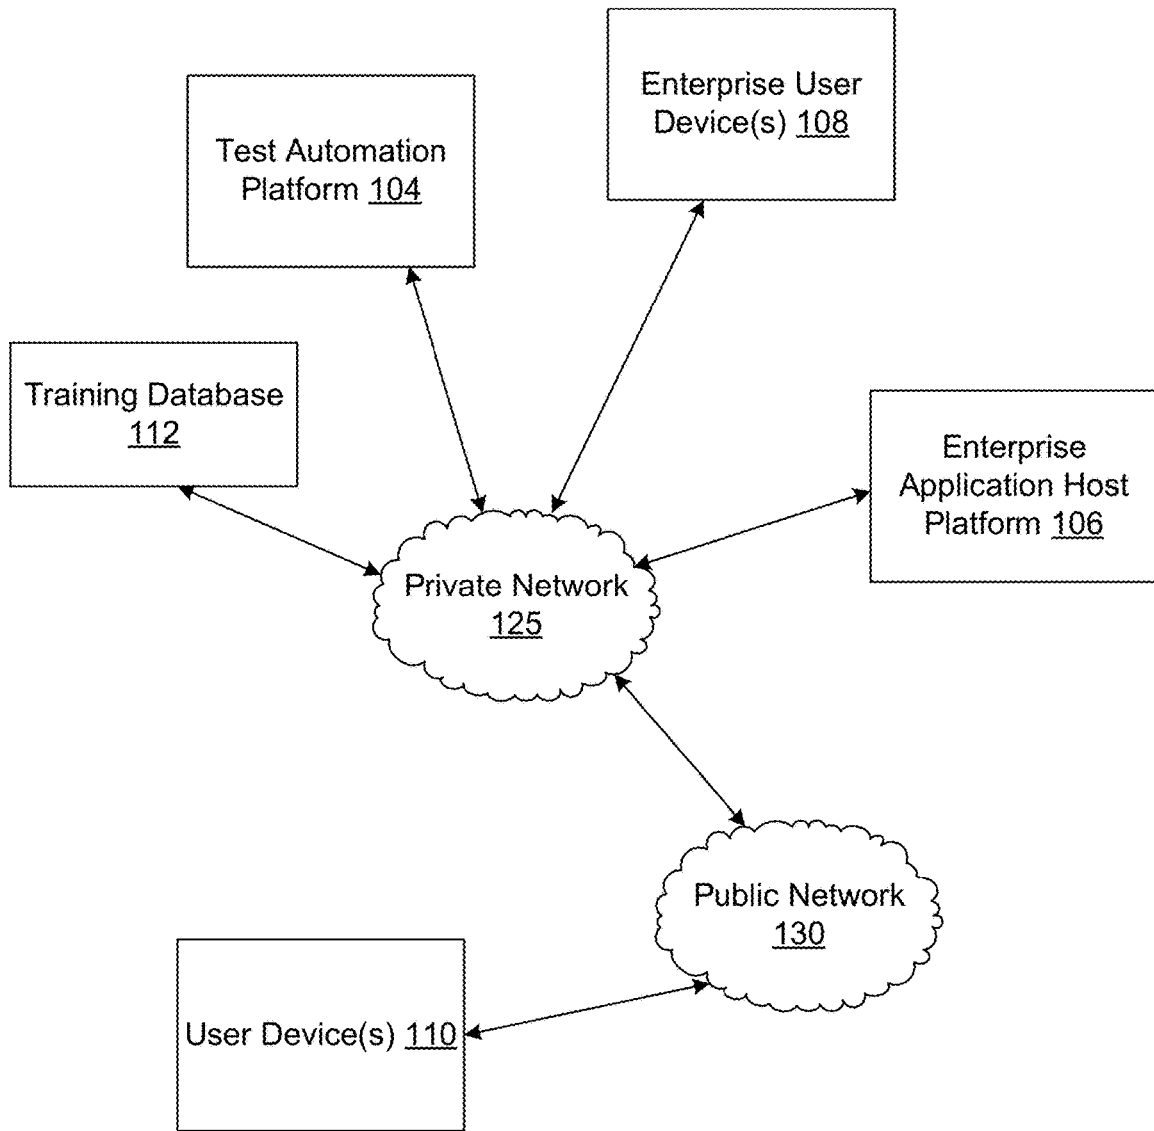 Enterprise User
Device(s) 108
Test Automation
Platform 104
Training Database
112
Enterprise
Application Host
Platform 106
Private Network
125
Public Network
130
User Device(s) 110